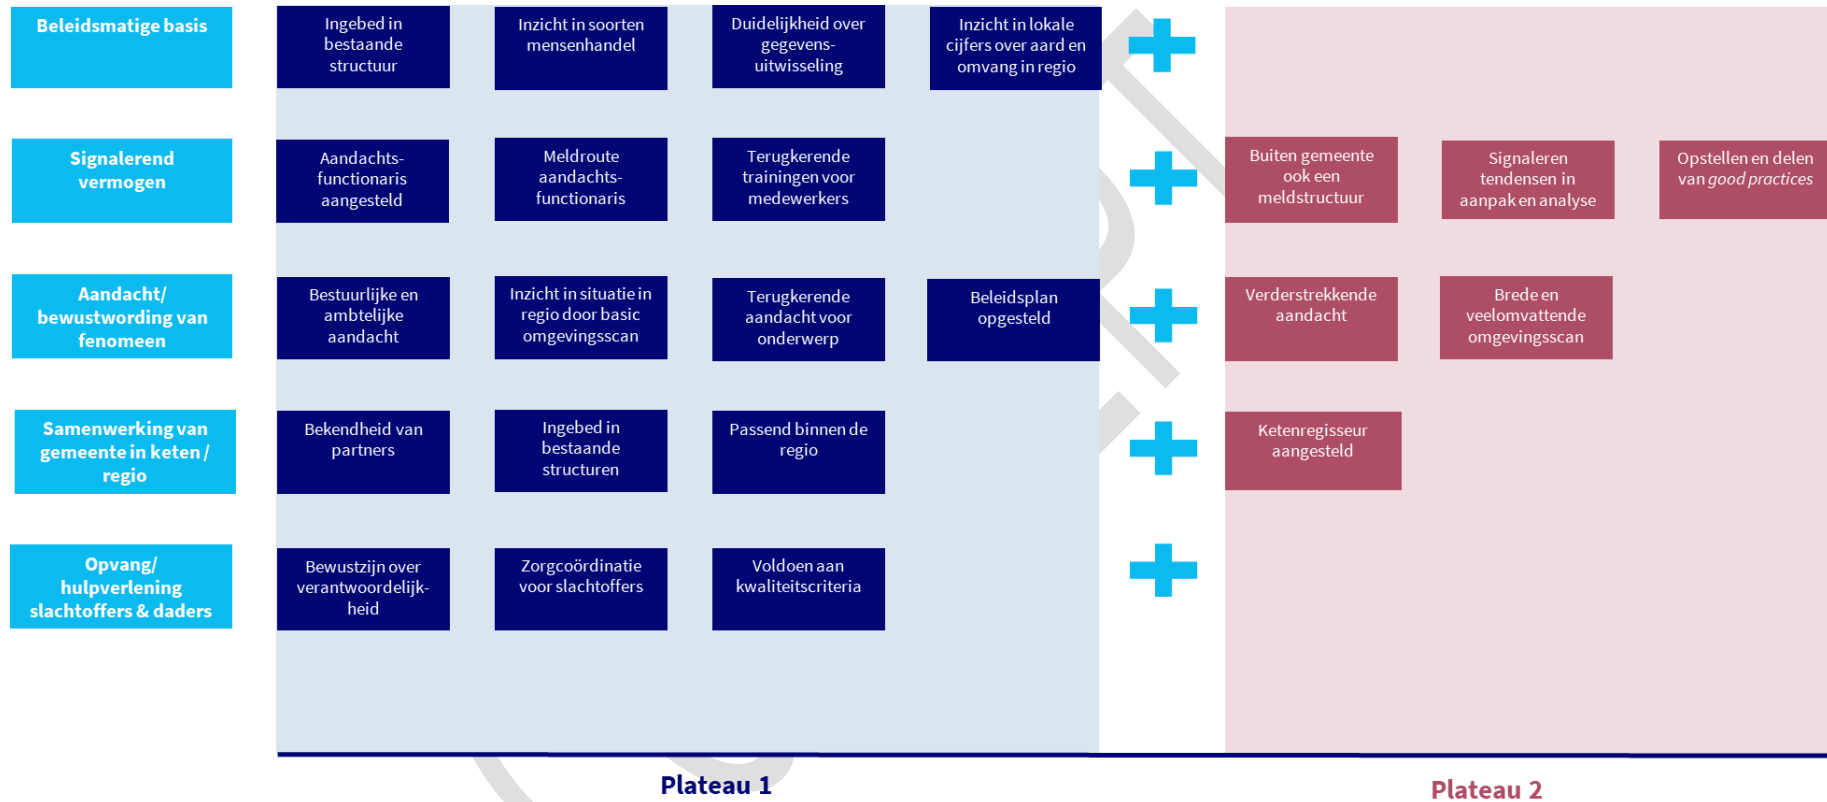 Beleidsmatige basis
Ingebed in
bestaande
structuur
Inzicht in soorten
mensenhandel
Duidelijkheid over
gegevens-
uitwisseling
Inzicht in lokale
cijfers over aard en
omvang in regio
Signalerend
vermogen
Aandachts-
functionaris
aangesteld
Meldroute
aandachts-
functionaris
Terugkerende
trainingen voor
medewerkers
Buiten gemeente
ook een
meldstructuur
Signaleren
tendensen in
aanpak en analyse
Opstellen en delen
van good practices
Aandacht/
bewustwording van
fenomeen
Bestuurlijke en
ambtelijke
aandacht
Inzicht in situatie in
regio door basic
omgevingsscan
Terugkerende
aandacht voor
onderwerp
Beleidsplan
opgesteld
Verderstrekkende
aandacht
Brede en
veelomvattende
omgevingsscan
Samenwerking van
gemeente in keten /
regio
Bekendheid van
partners
Ingebed in
bestaande
structuren
Passend binnen de
regio
Ketenregisseur
aangesteld
Opvang/
hulpverlening
slachtoffers & daders
Bewustzijn over
verantwoordelijk-
heid
Zorgcoördinatie
voor slachtoffers
Voldoen aan
kwaliteitscriteria
Plateau 1
Plateau 2